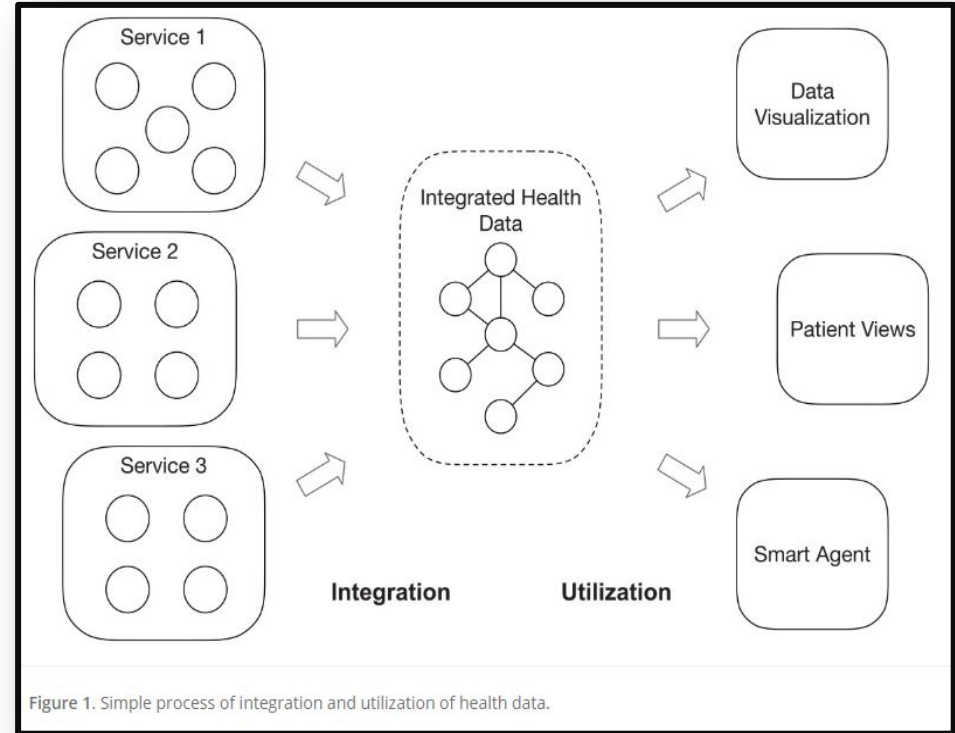 Service 1
Service 2
Service 3
Integrated Health
Data
Integration
Utilization
Data
Visualization
Patient Views
Smart Agent
Figure 1. Simple process of integration and utilization of health data.